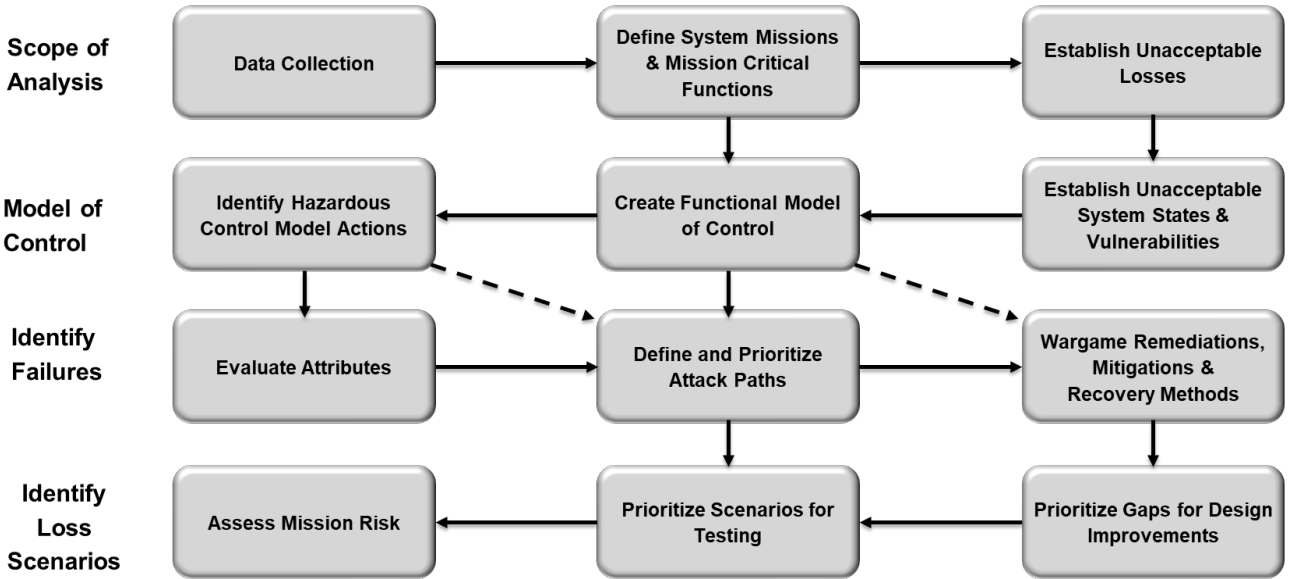 Scope of
Analysis
Data Collection
Define System Missions
& Mission Critical
Functions
Establish Unacceptable
Losses
Model of
Control
Identify Hazardous
Control Model Actions
Create Functional Model
of Control
Establish Unacceptable
System States &
Vulnerabilities
Identify
Failures
Evaluate Attributes
Define and Prioritize
Attack Paths
Wargame Remediations,
Mitigations &
Recovery Methods
Identify
Loss
Scenarios
Assess Mission Risk
Prioritize Scenarios for
Testing
Prioritize Gaps for Design
Improvements